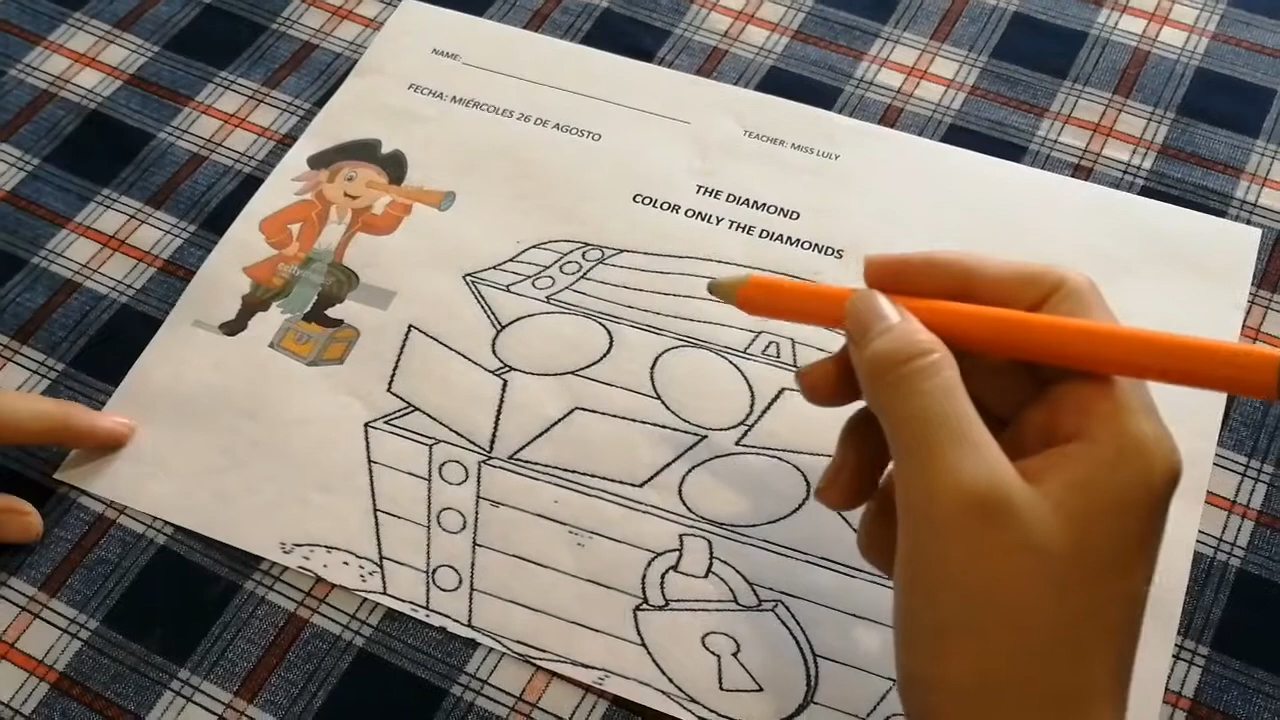 NAME:
FECHA: MIÉRCOLES 26 DE AGOSTO
TEACHER: MISS LULY
THE DIAMOND
COLOR ONLY THE DIAMONDS